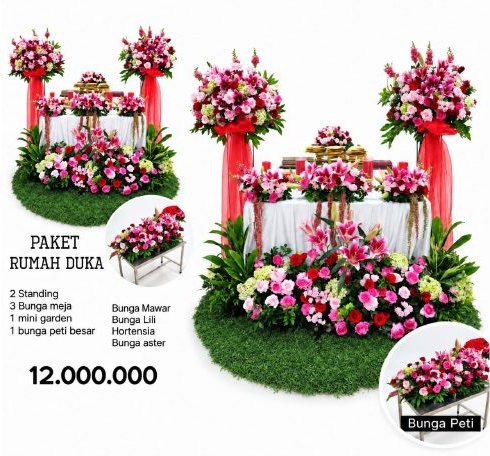 PAKET
RUMAH DUKA
2 Standing
3 Bunga meja
1 mini garden
1 bunga peti besar
Bunga Mawar
Bunga Lili
Hortensia
Bunga aster
12.000.000
Bunga Peti